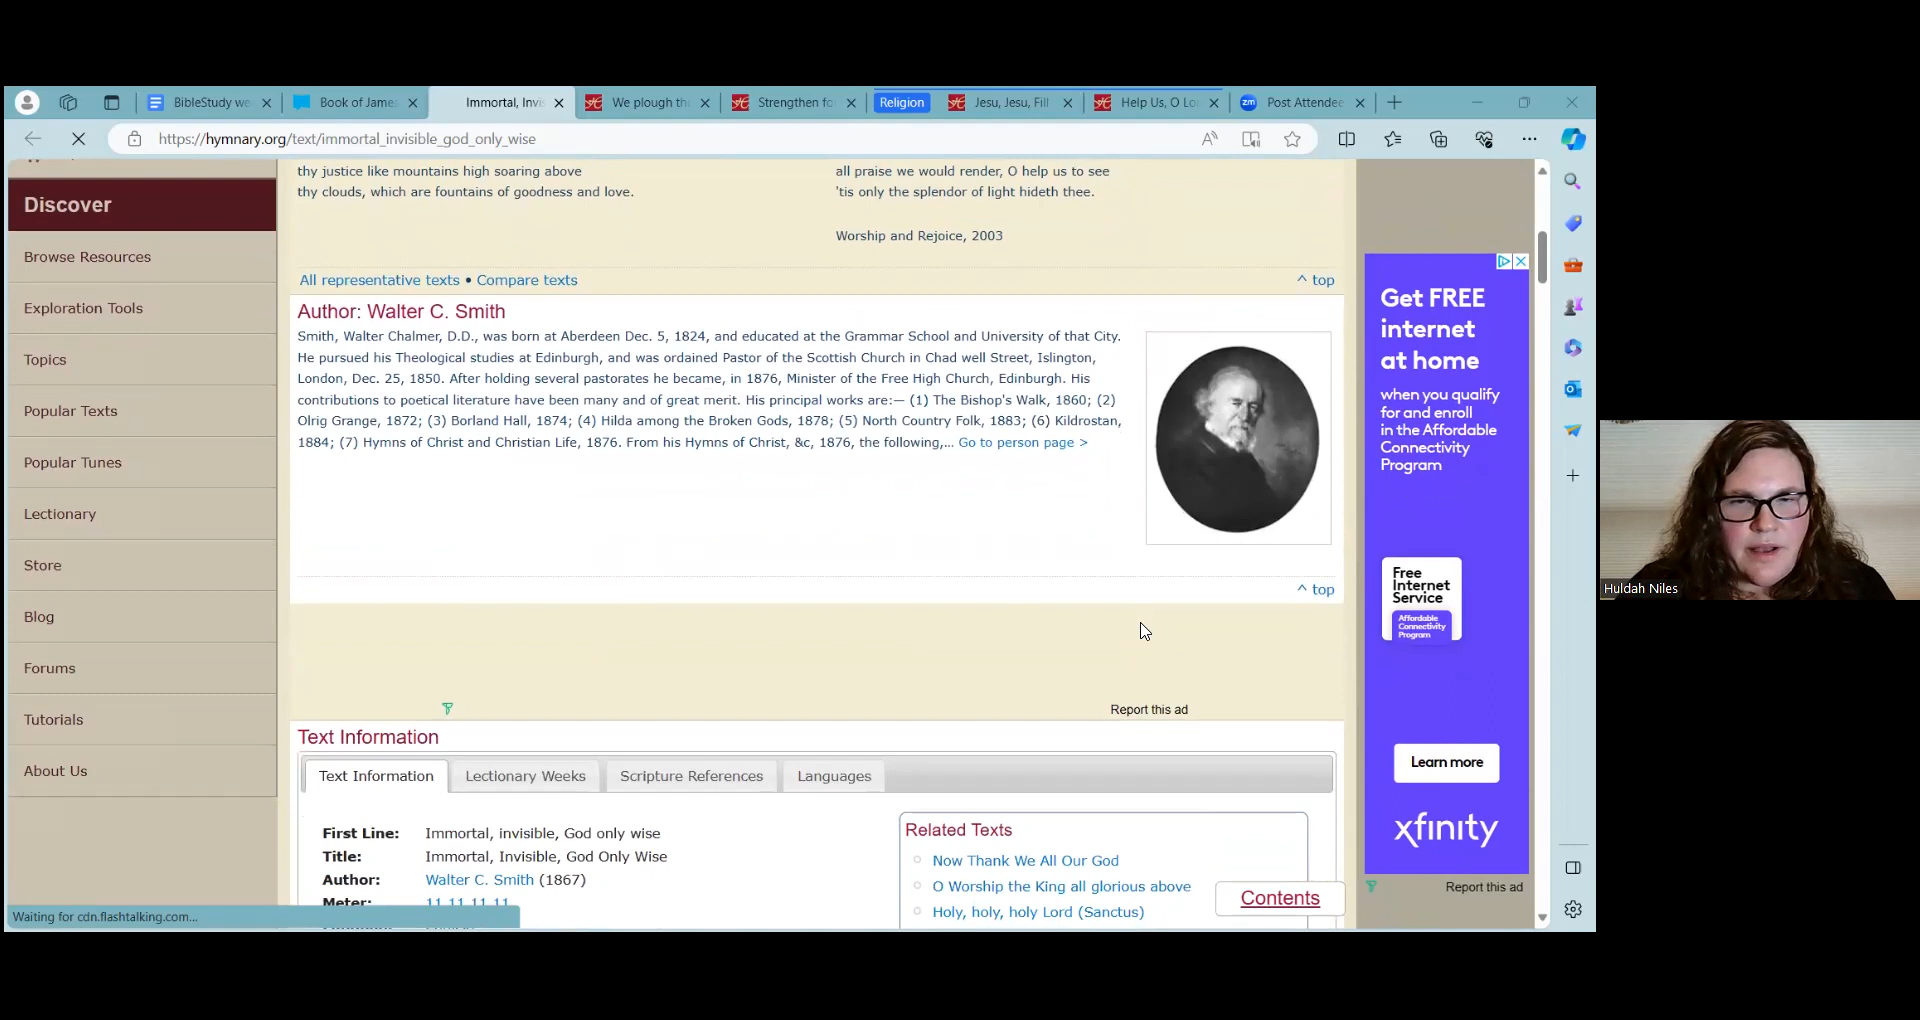 BibleStudy we
Book of Jame
Immortal, Invi
We plough th
Strengthen fo
Religion
Jesu, Jesu, Fill
Help Us, O Lo
zm
Post Attende
https://hymnary.org/text/immortal_invisible_god_only_wise
thy justice like mountains high soaring above
thy clouds, which are fountains of goodness and love.
all praise we would render, O help us to see
'tis only the splendor of light hideth thee.
Worship and Rejoice, 2003
Discover
Browse Resources
Exploration Tools
Topics
Popular Texts
Popular Tunes
Lectionary
Store
Blog
Forums
Tutorials
About Us
All representative texts • Compare texts
^ top
Author: Walter C. Smith
Smith, Walter Chalmer, D.D., was born at Aberdeen Dec. 5, 1824, and educated at the Grammar School and University of that City.
He pursued his Theological studies at Edinburgh, and was ordained Pastor of the Scottish Church in Chad well Street, Islington,
London, Dec. 25, 1850. After holding several pastorates he became, in 1876, Minister of the Free High Church, Edinburgh. His
contributions to poetical literature have been many and of great merit. His principal works are:— (1) The Bishop's Walk, 1860; (2)
Olrig Grange, 1872; (3) Borland Hall, 1874; (4) Hilda among the Broken Gods, 1878; (5) North Country Folk, 1883; (6) Kildrostan,
1884; (7) Hymns of Christ and Christian Life, 1876. From his Hymns of Christ, &c, 1876, the following,... Go to person page >
^ top
Report this ad
Text Information
Text Information
Lectionary Weeks
Scripture References
Languages
First Line: Immortal, invisible, God only wise
Title: Immortal, Invisible, God Only Wise
Author: Walter C. Smith (1867)
Meter: 11.11.11.11
Related Texts
Now Thank We All Our God
O Worship the King all glorious above
Holy, holy, holy Lord (Sanctus)
Contents
Waiting for cdn.flashtalking.com...
Get FREE
internet
at home
when you qualify
for and enroll
in the Affordable
Connectivity
Program
Free
Internet
Service
Affordable
Connectivity
Program
Learn more
xfinity
Report this ad
Huldah Niles